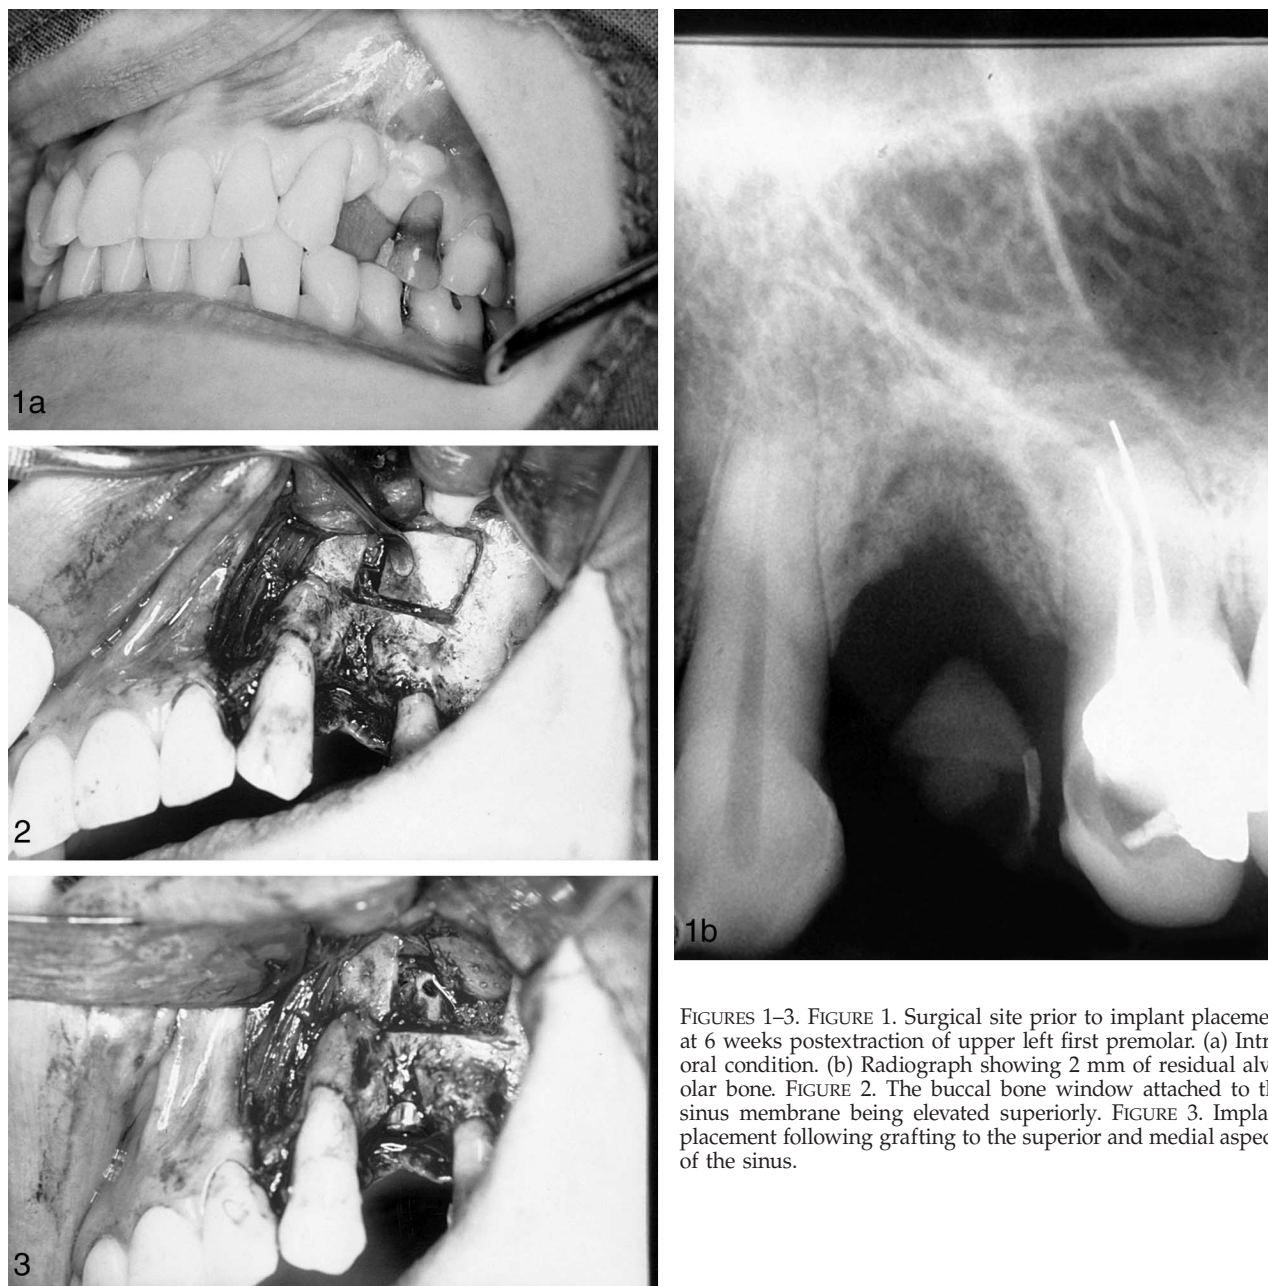 1a
2
3
1b
FIGURES 1–3. FIGURE 1. Surgical site prior to implant placeme
at 6 weeks postextraction of upper left first premolar. (a) Intr
oral condition. (b) Radiograph showing 2 mm of residual alv
olar bone. FIGURE 2. The buccal bone window attached to th
sinus membrane being elevated superiorly. FIGURE 3. Impla
placement following grafting to the superior and medial aspec
of the sinus.